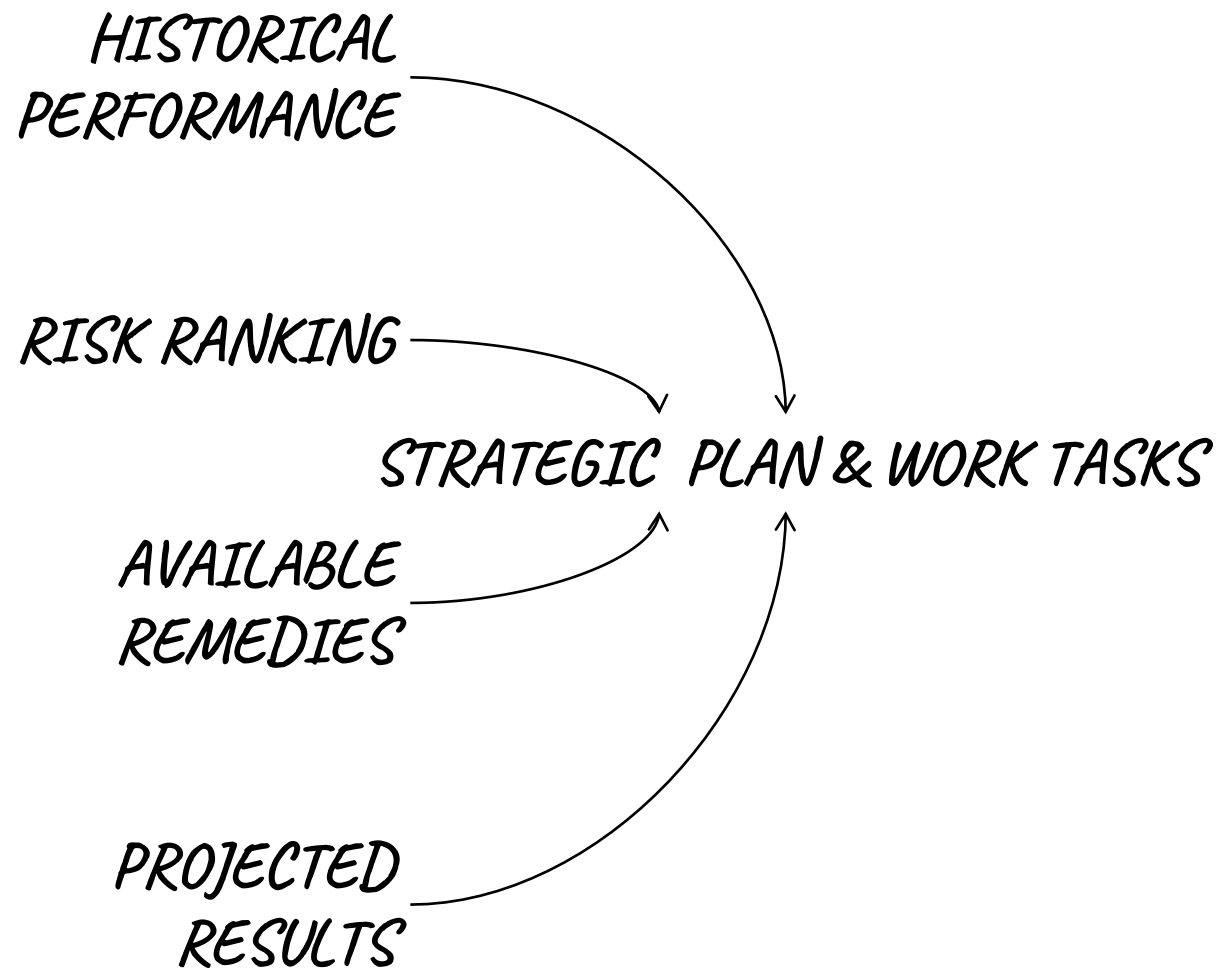 HISTORICAL
PERFORMANCE
RISK RANKING
STRATEGIC PLAN & WORK TASKS
AVAILABLE
REMEDIES
PROJECTED
RESULTS